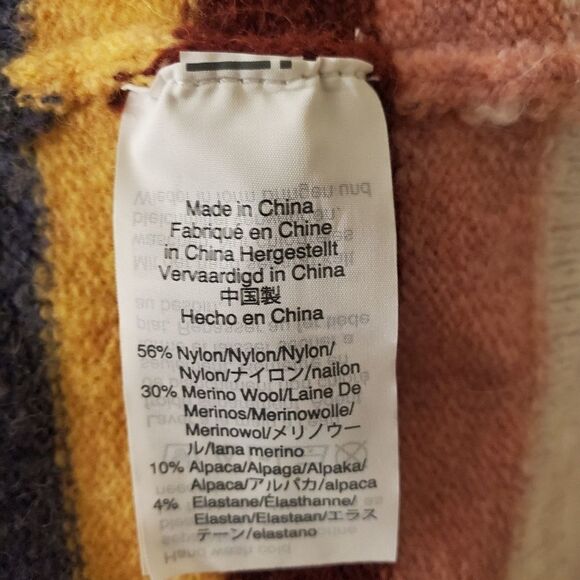 Made in China
Fabriqué en Chine
in China Hergestellt
Vervaardigd in China
中国製
Hecho en China
56% Nylon/Nylon/Nylon/
Nylon/ナイロン/nailon
30% Merino Wool/Laine De
Merinos/Merinowolle/
Merinowol/メリノウー
ル/lana merino
10% Alpaca/Alpaga/Alpaka/
Alpaca/アルパカ/alpaca
4% Elastane/Élasthanne/
Elastan/Elastaan/エラス
テーン/elastano